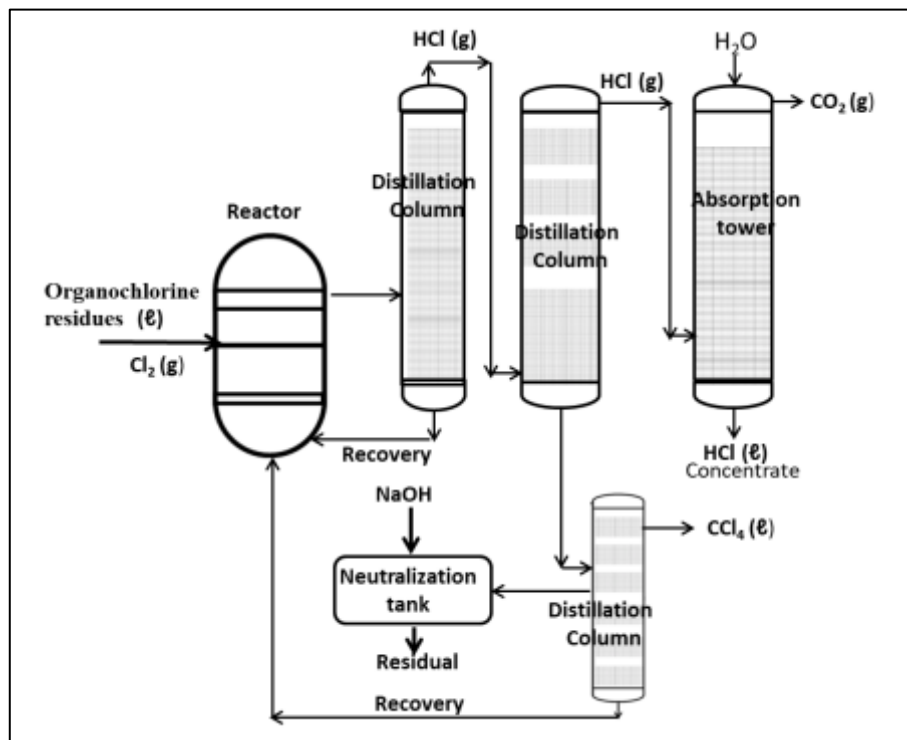 HCl (g)
H₂O
HCl (g)
CO₂ (g)
Distillation
Column
Reactor
Absorption
tower
Distillation
Column
Organochlorine
residues (ℓ)
Cl₂ (g)
Recovery
HCl (ℓ)
Concentrate
NaOH
CCl₄ (ℓ)
Neutralization
tank
Distillation
Column
Residual
Recovery